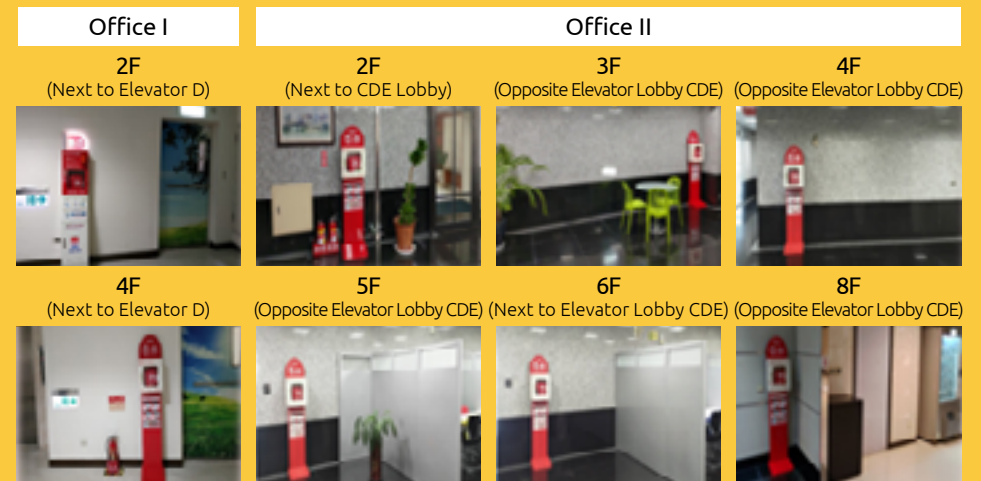 Office I
Office II
2F
(Next to Elevator D)
2F
(Next to CDE Lobby)
3F
(Opposite Elevator Lobby CDE)
4F
(Opposite Elevator Lobby CDE)
4F
(Next to Elevator D)
5F
(Opposite Elevator Lobby CDE)
6F
(Next to Elevator Lobby CDE)
8F
(Opposite Elevator Lobby CDE)